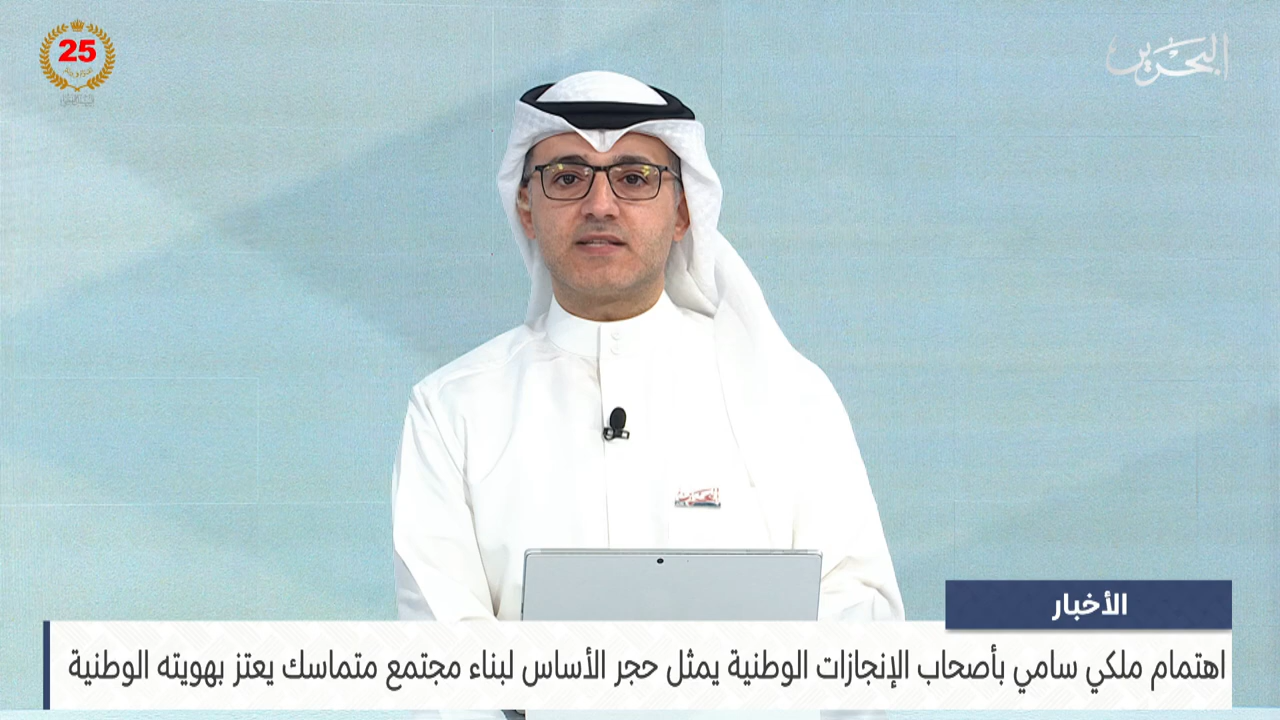 25
البحرين
الأخبار
اهتمام ملكي سامي بأصحاب الإنجازات الوطنية يمثل حجر الأساس لبناء مجتمع متماسك يعتز بهويته الوطنية